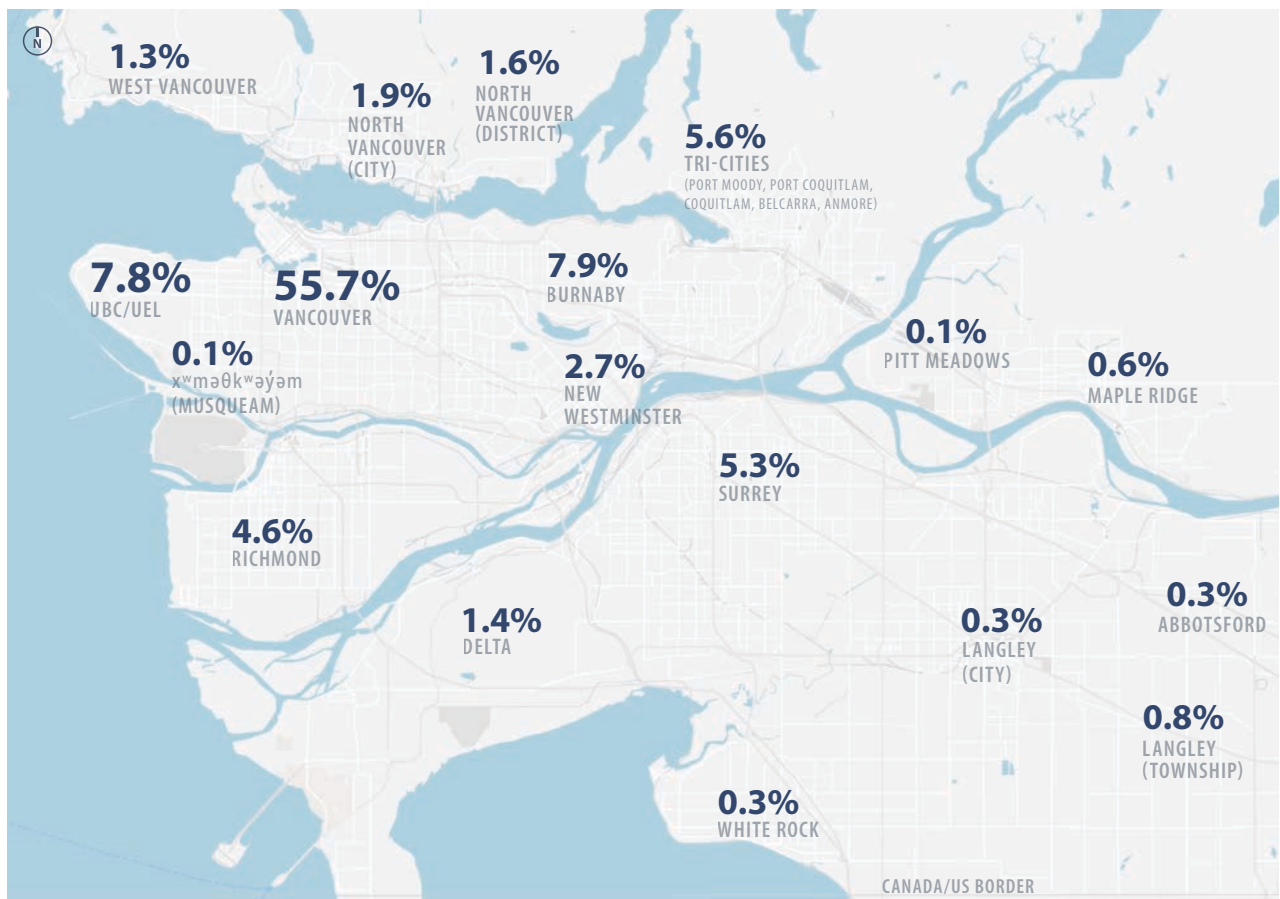 N
1.3%
WEST VANCOUVER
1.9%
NORTH
VANCOUVER
(CITY)
1.6%
NORTH
VANCOUVER
(DISTRICT)
5.6%
TRI-CITIES
(PORT MOODY, PORT COQUITLAM,
COQUITLAM, BELCARRA, ANMORE)
7.8%
UBC/UEL
55.7%
VANCOUVER
7.9%
BURNABY
0.1%
xʷməθkʷəy̓əm
(MUSQUEAM)
2.7%
NEW
WESTMINSTER
0.1%
PITT MEADOWS
0.6%
MAPLE RIDGE
5.3%
SURREY
4.6%
RICHMOND
1.4%
DELTA
0.3%
LANGLEY
(CITY)
0.3%
ABBOTSFORD
0.8%
LANGLEY
(TOWNSHIP)
0.3%
WHITE ROCK
CANADA/US BORDER